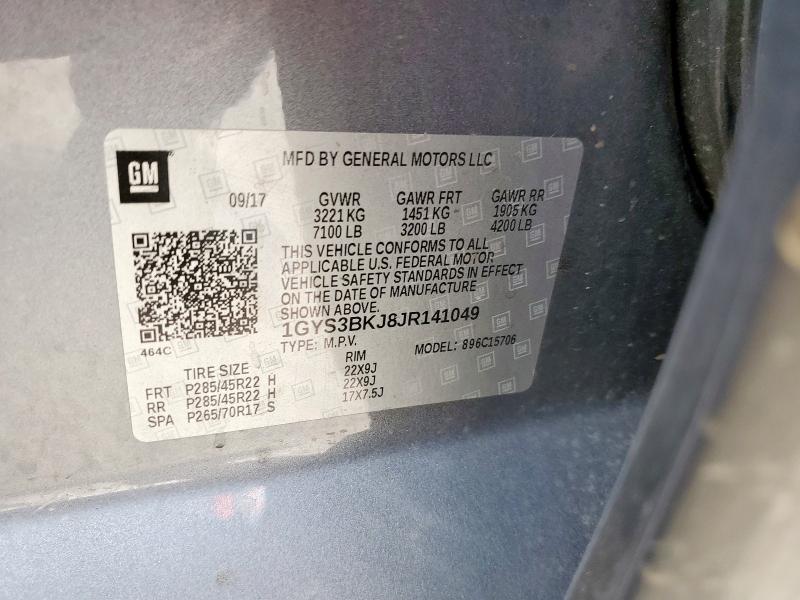 GM
MFD BY GENERAL MOTORS LLC
09/17 GVWR GAWR FRT GAWR RR
3221 KG 1451 KG 1905 KG
7100 LB 3200 LB 4200 LB
THIS VEHICLE CONFORMS TO ALL
APPLICABLE U.S. FEDERAL MOTOR
VEHICLE SAFETY STANDARDS IN EFFECT
ON THE DATE OF MANUFACTURE
SHOWN ABOVE.
1GYS3BKJ8JR141049
464C TYPE: M.P.V. MODEL: 896C15706
TIRE SIZE RIM
FRT P285/45R22 H 22X9J
RR P285/45R22 H 22X9J
SPA P265/70R17 S 17X7.5J